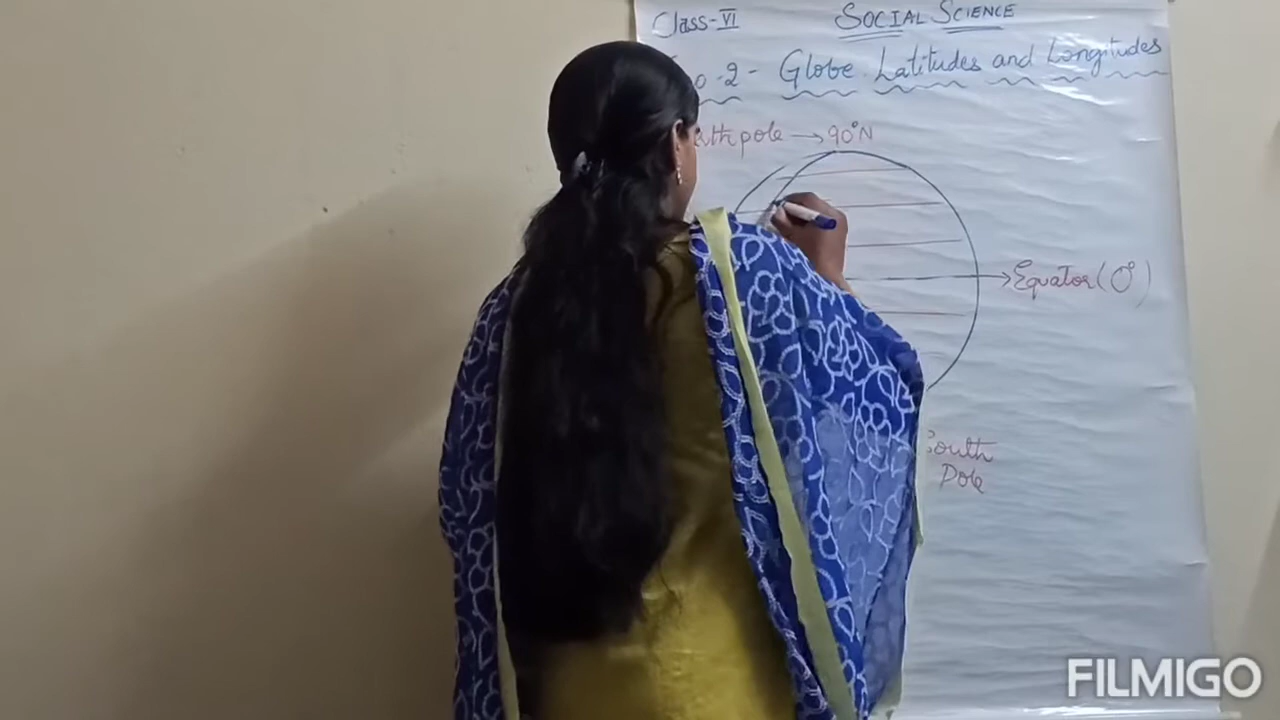 Class-VI SOCIAL SCIENCE
2- Globe Latitudes and Longitudes
pole → 90°N
Equator (0°)
South
Pole
FILMIGO